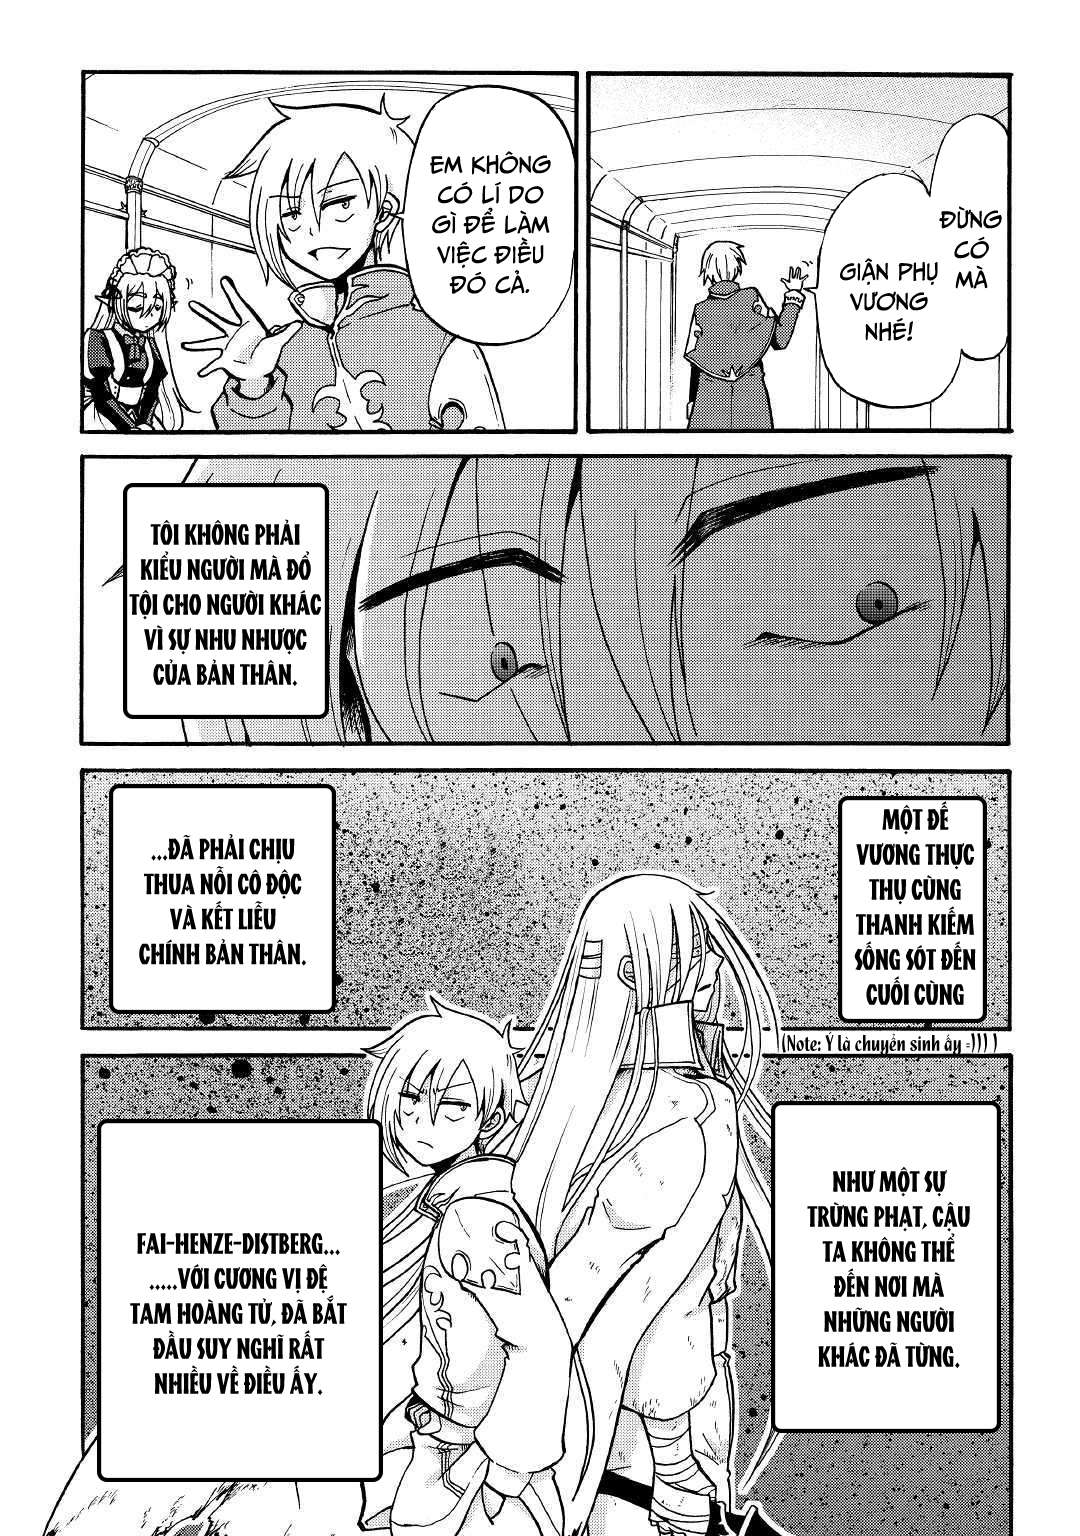 ĐỪNG
CÓ
MÀ
GIẬN PHỤ
VƯƠNG
NHÉ!
EM KHÔNG
CÓ LÍ DO
GÌ ĐỂ LÀM
VIỆC ĐIỀU
ĐÓ CẢ.
TÔI KHÔNG PHẢI
KIỂU NGƯỜI MÀ ĐỔ
TỘI CHO NGƯỜI KHÁC
VÌ SỰ NHU NHƯỢC
CỦA BẢN THÂN.
MỘT ĐẾ
VƯƠNG THỰC
THỤ CÙNG
THANH KIẾM
SỐNG SÓT ĐẾN
CUỐI CÙNG
...ĐÃ PHẢI CHỊU
THUA NỖI CÔ ĐỘC
VÀ KẾT LIỄU
CHÍNH BẢN THÂN.
(Note: Ý là chuyển sinh ấy =))) )
NHƯ MỘT SỰ
TRỪNG PHẠT, CẬU
TA KHÔNG THỂ
ĐẾN NƠI MÀ
NHỮNG NGƯỜI
KHÁC ĐÃ TỪNG.
FAI-HENZE-DISTBERG...
.....VỚI CƯƠNG VỊ ĐỆ
TAM HOÀNG TỬ, ĐÃ BẮT
ĐẦU SUY NGHĨ RẤT
NHIỀU VỀ ĐIỀU ẤY.